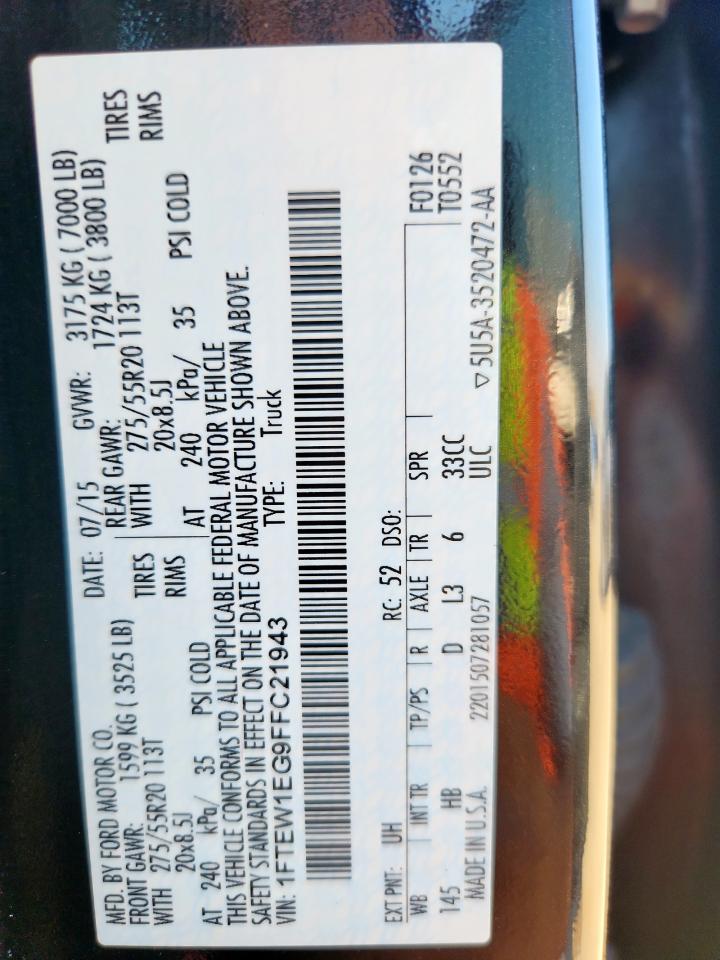 MFD. BY FORD MOTOR CO.
DATE: 07/15 GVWR: 3175 KG ( 7000 LB)
FRONT GAWR: 1599 KG ( 3525 LB) REAR GAWR: 1724 KG ( 3800 LB)
WITH 275/55R20 113T TIRES WITH 275/55R20 113T TIRES
20x8.5J RIMS 20x8.5J RIMS
AT 240 kPa/ 35 PSI COLD AT 240 kPa/ 35 PSI COLD
THIS VEHICLE CONFORMS TO ALL APPLICABLE FEDERAL MOTOR VEHICLE
SAFETY STANDARDS IN EFFECT ON THE DATE OF MANUFACTURE SHOWN ABOVE.
VIN: 1FTEW1EG9FFC21943 TYPE: Truck
EXT PNT: UH RC: 52 DSO: F0126
WB INT TR TP/PS R AXLE TR SPR T0552
145 HB D L3 6 33CC
MADE IN U.S.A. 2201507281057 ULC ▽5U5A-3520472-AA